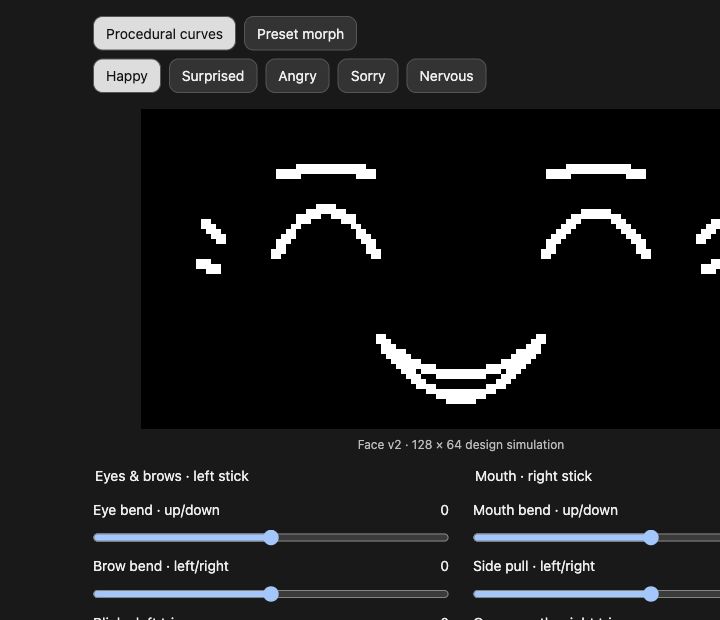 Procedural curves Preset morph
Happy Surprised Angry Sorry Nervous
Face v2 · 128 × 64 design simulation
Eyes & brows · left stick
Eye bend · up/down 0
Brow bend · left/right 0
Mouth · right stick
Mouth bend · up/down
Side pull · left/right